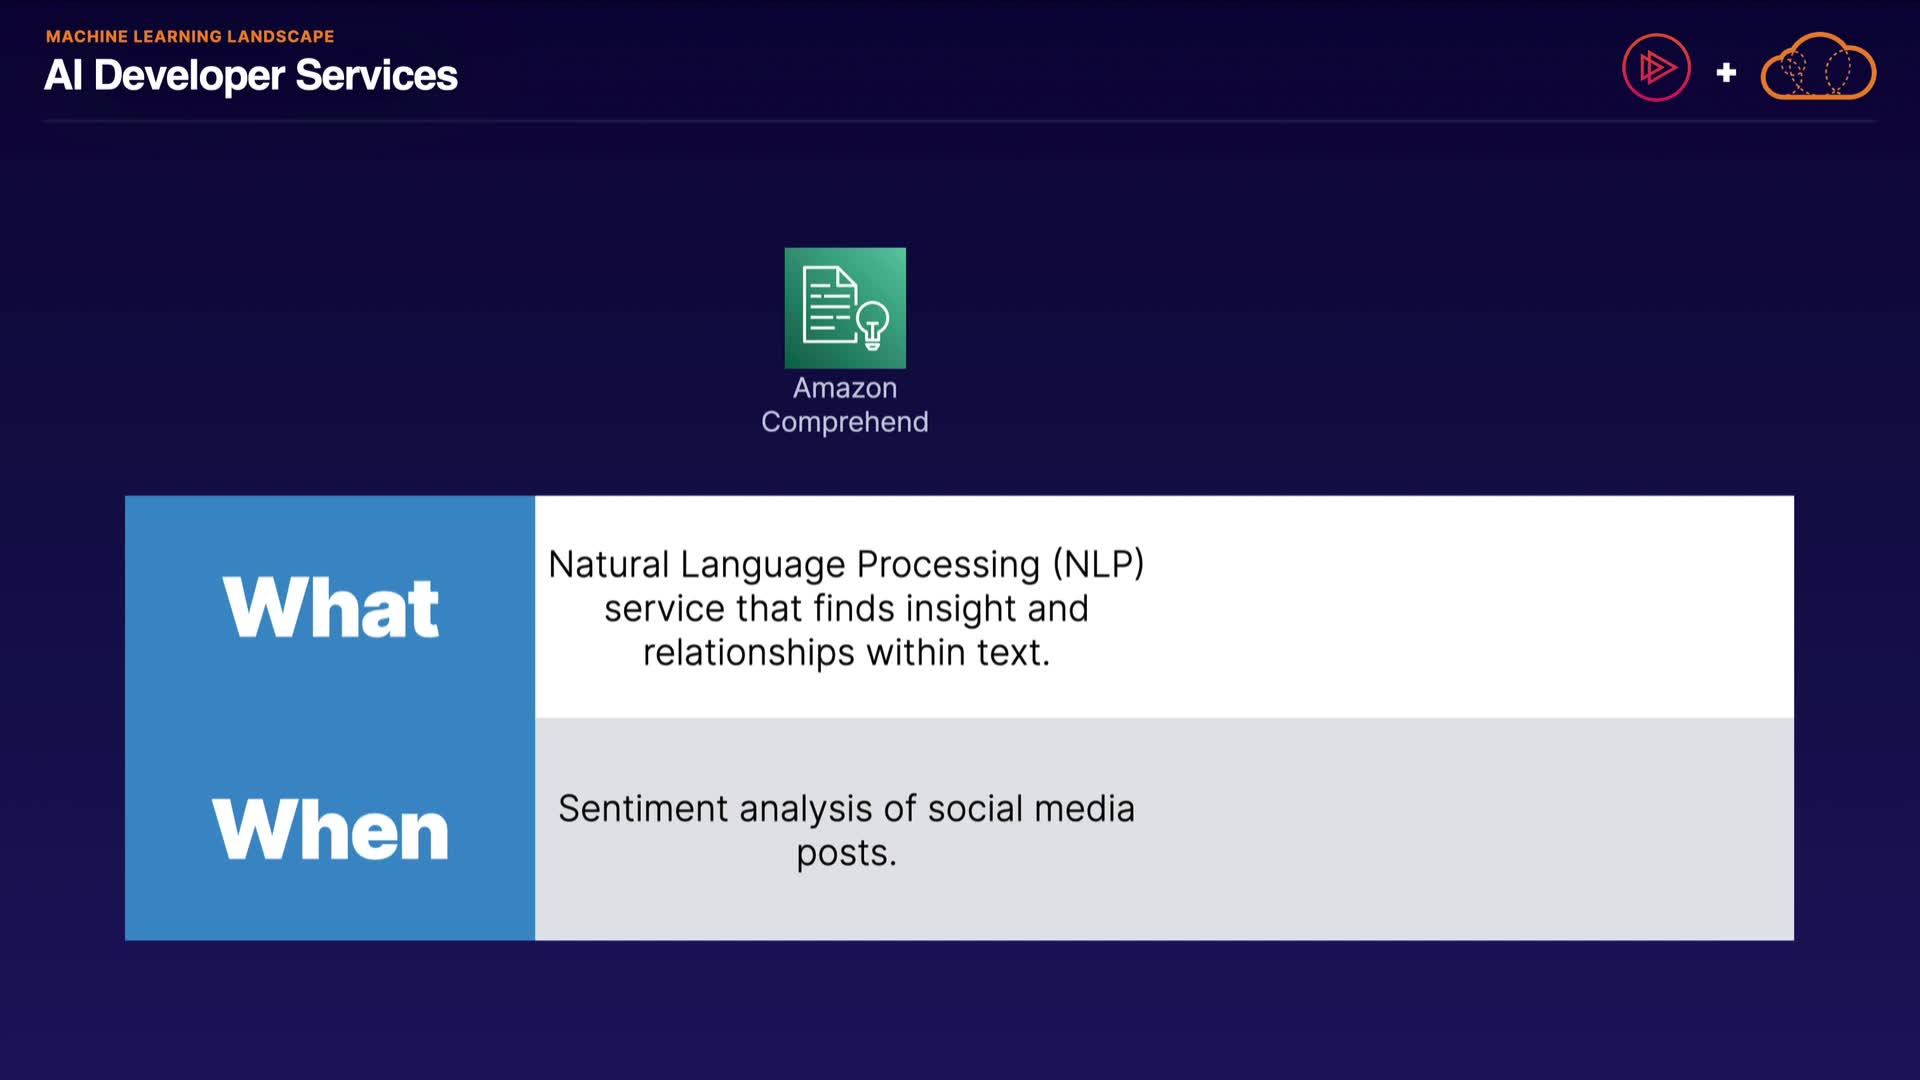 MACHINE LEARNING LANDSCAPE
AI Developer Services
Amazon
Comprehend
What
Natural Language Processing (NLP)
service that finds insight and
relationships within text.
When
Sentiment analysis of social media
posts.